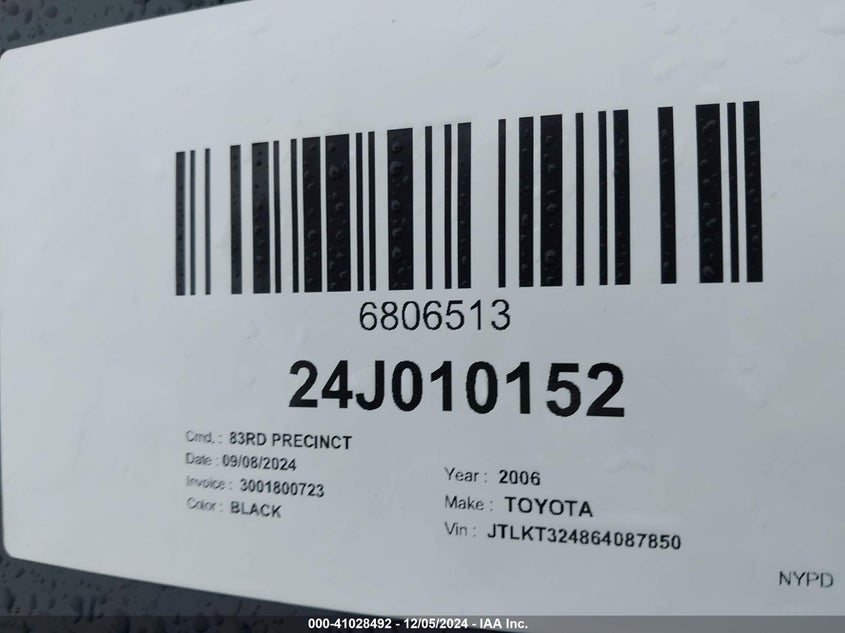 6806513
24J010152
Cmd. : 83RD PRECINCT
Date : 09/08/2024
Invoice : 3001800723
Color : BLACK
Year : 2006
Make : TOYOTA
Vin : JTLKT324864087850
NYPD
000-41028492 - 12/05/2024 - IAA Inc.